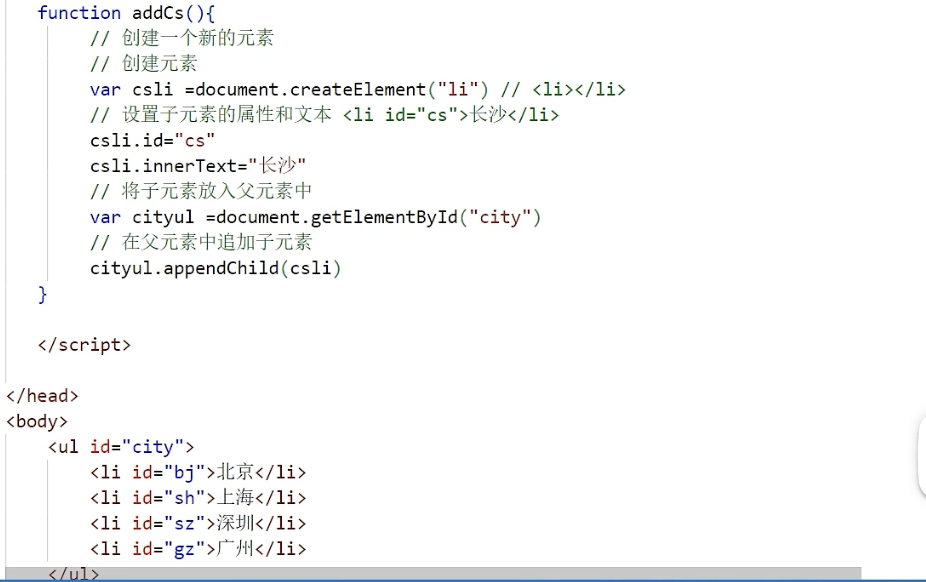 function addCs(){
// 创建一个新的元素
// 创建元素
var csli =document.createElement("li") // <li></li>
// 设置子元素的属性和文本 <li id="cs">长沙</li>
csli.id="cs"
csli.innerText="长沙"
// 将子元素放入父元素中
var cityul =document.getElementById("city")
// 在父元素中追加子元素
cityul.appendChild(csli)
}
</script>
</head>
<body>
<ul id="city">
<li id="bj">北京</li>
<li id="sh">上海</li>
<li id="sz">深圳</li>
<li id="gz">广州</li>
</ul>